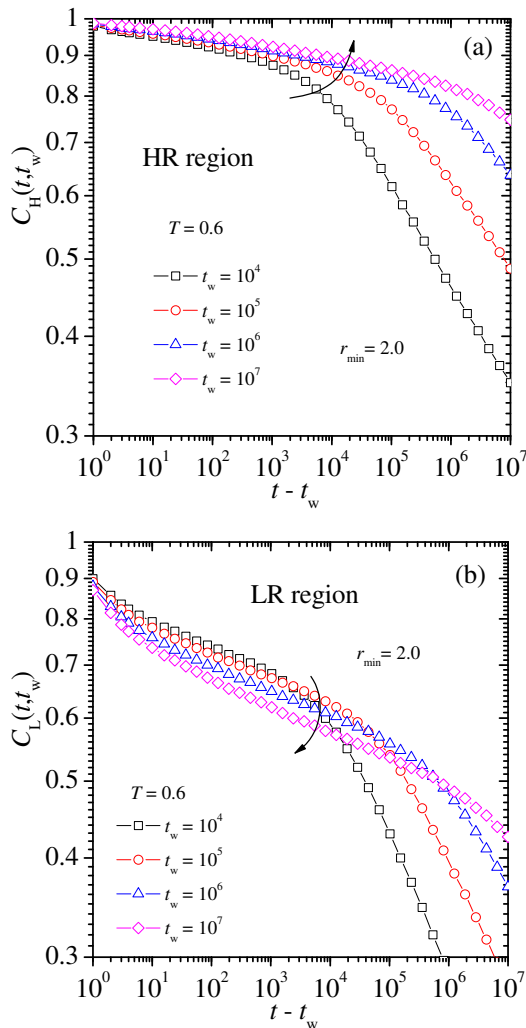 1
(a)
0.9
0.8
0.7
0.6
0.5
0.4
0.3
C_H(t,t_w)
HR region
T = 0.6
t_w = 10^4
t_w = 10^5
t_w = 10^6
t_w = 10^7
r_min = 2.0
10^0 10^1 10^2 10^3 10^4 10^5 10^6 10^7
t - t_w
1
(b)
0.9
0.8
0.7
0.6
0.5
0.4
0.3
C_L(t,t_w)
LR region
r_min = 2.0
T = 0.6
t_w = 10^4
t_w = 10^5
t_w = 10^6
t_w = 10^7
10^0 10^1 10^2 10^3 10^4 10^5 10^6 10^7
t - t_w